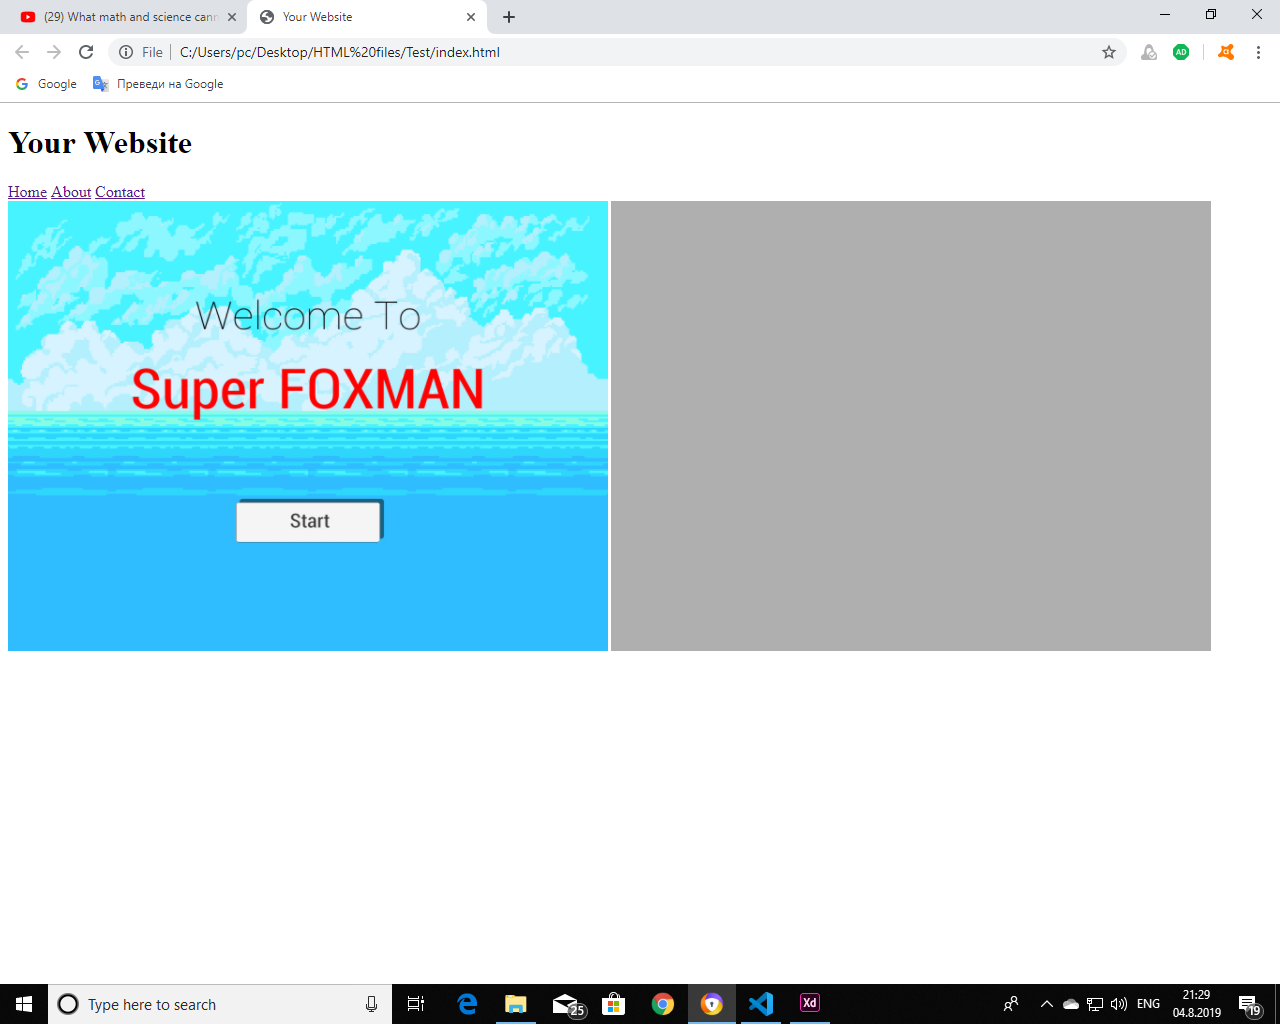 (29) What math and science cann
Your Website
File
C:/Users/pc/Desktop/HTML%20files/Test/index.html
AD
Google
Преведи на Google
Your Website
Home About Contact
Welcome To
Super FOXMAN
Start
Type here to search
25
Xd
ENG
21:29
04.8.2019
19